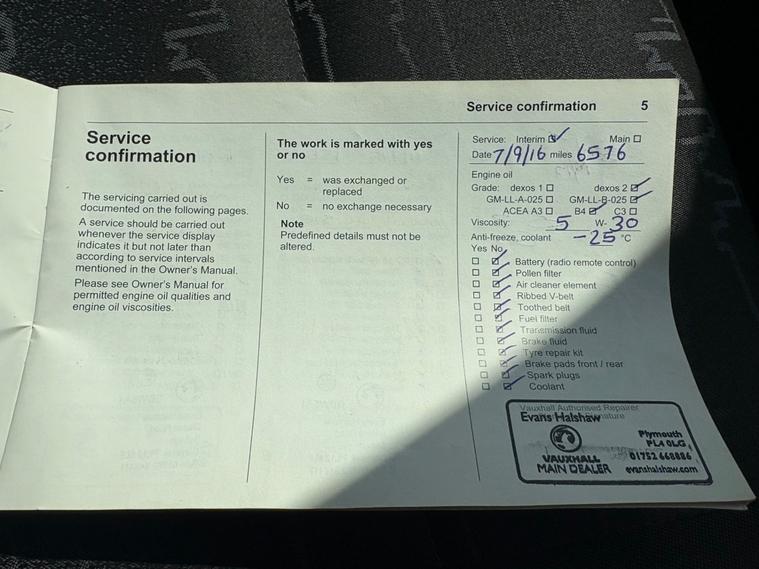 Service confirmation 5
Service
confirmation
The servicing carried out is
documented on the following pages.
A service should be carried out
whenever the service display
indicates it but not later than
according to service intervals
mentioned in the Owner's Manual.
Please see Owner's Manual for
permitted engine oil qualities and
engine oil viscosities.
The work is marked with yes
or no
Yes = was exchanged or
replaced
No = no exchange necessary
Note
Predefined details must not be
altered.
Service: Interim Main
Date 7/9/16 miles 6576
Engine oil
Grade: dexos 1 dexos 2
GM-LL-A-025 GM-LL-B-025
ACEA A3 B4 C3
Viscosity: 5 W- 30
Anti-freeze, coolant -25 °C
Yes No
Battery (radio remote control)
Pollen filter
Air cleaner element
Ribbed V-belt
Toothed belt
Fuel filter
Transmission fluid
Brake fluid
Tyre repair kit
Brake pads front / rear
Spark plugs
Coolant
Vauxhall Authorised Repairer
Evans Halshaw
VAUXHALL
MAIN DEALER
Plymouth
PL4 0LG
01752 668886
evanshalshaw.com